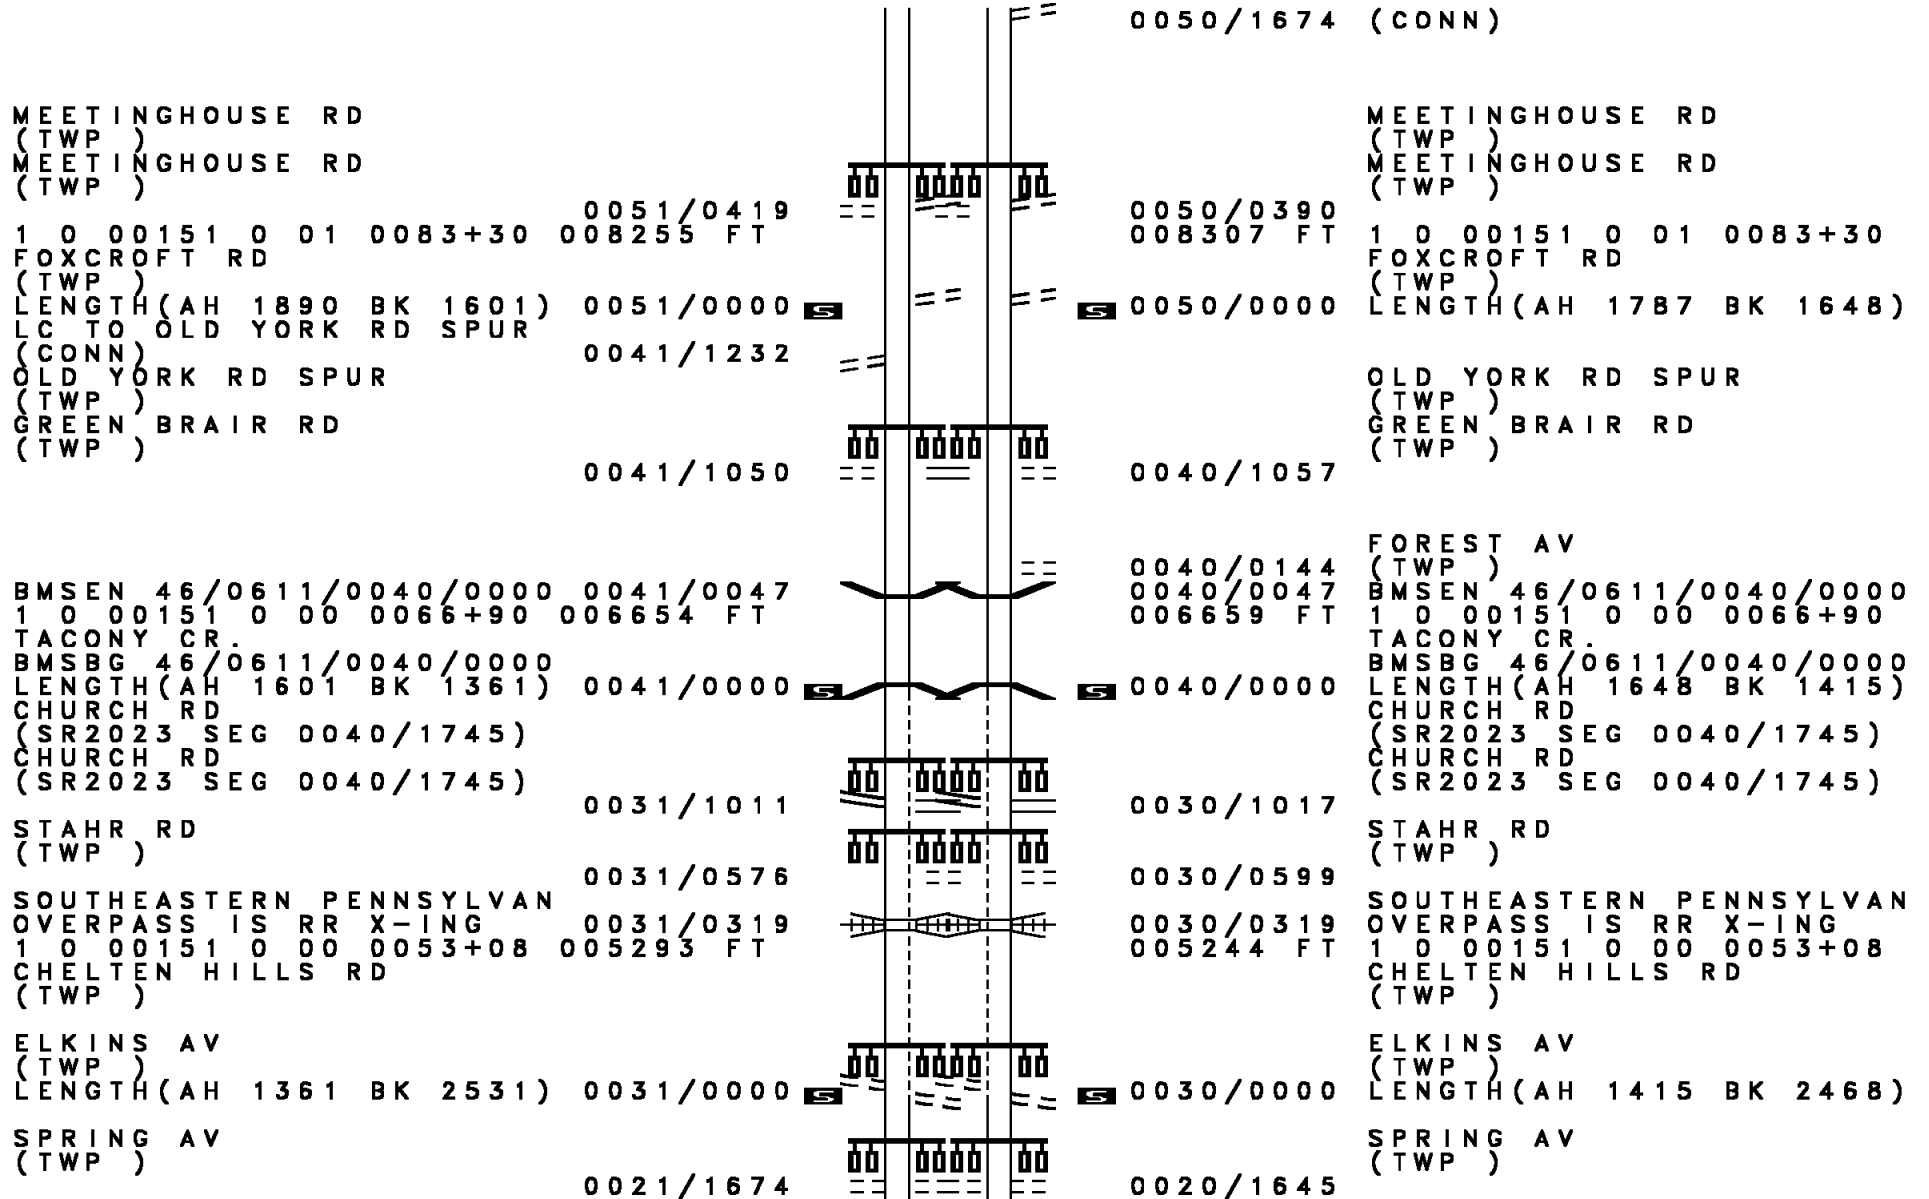 0050/1674 (CONN)
MEETINGHOUSE RD MEETINGHOUSE RD
(TWP ) (TWP )
MEETINGHOUSE RD MEETINGHOUSE RD
(TWP ) (TWP )
0051/0419 0050/0390
1 0 00151 0 01 0083+30 008255 FT 008307 FT 1 0 00151 0 01 0083+30
FOXCROFT RD FOXCROFT RD
(TWP ) (TWP )
LENGTH(AH 1890 BK 1601) 0051/0000 S S 0050/0000 LENGTH(AH 1787 BK 1648)
LC TO OLD YORK RD SPUR
(CONN) 0041/1232
OLD YORK RD SPUR OLD YORK RD SPUR
(TWP ) (TWP )
GREEN BRAIR RD GREEN BRAIR RD
(TWP ) (TWP )
0041/1050 0040/1057
FOREST AV
0040/0144 (TWP )
BMSEN 46/0611/0040/0000 0041/0047 0040/0047 BMSEN 46/0611/0040/0000
1 0 00151 0 00 0066+90 006654 FT 006659 FT 1 0 00151 0 00 0066+90
TACONY CR. TACONY CR.
BMSBG 46/0611/0040/0000 BMSBG 46/0611/0040/0000
LENGTH(AH 1601 BK 1361) 0041/0000 S S 0040/0000 LENGTH(AH 1648 BK 1415)
CHURCH RD CHURCH RD
(SR2023 SEG 0040/1745) (SR2023 SEG 0040/1745)
CHURCH RD CHURCH RD
(SR2023 SEG 0040/1745) (SR2023 SEG 0040/1745)
0031/1011 0030/1017
STAHR RD STAHR RD
(TWP ) (TWP )
0031/0576 0030/0599
SOUTHEASTERN PENNSYLVAN SOUTHEASTERN PENNSYLVAN
OVERPASS IS RR X-ING 0031/0319 0030/0319 OVERPASS IS RR X-ING
1 0 00151 0 00 0053+08 005293 FT 005244 FT 1 0 00151 0 00 0053+08
CHELTEN HILLS RD CHELTEN HILLS RD
(TWP ) (TWP )
ELKINS AV ELKINS AV
(TWP ) (TWP )
LENGTH(AH 1361 BK 2531) 0031/0000 S S 0030/0000 LENGTH(AH 1415 BK 2468)
SPRING AV SPRING AV
(TWP ) (TWP )
0021/1674 0020/1645